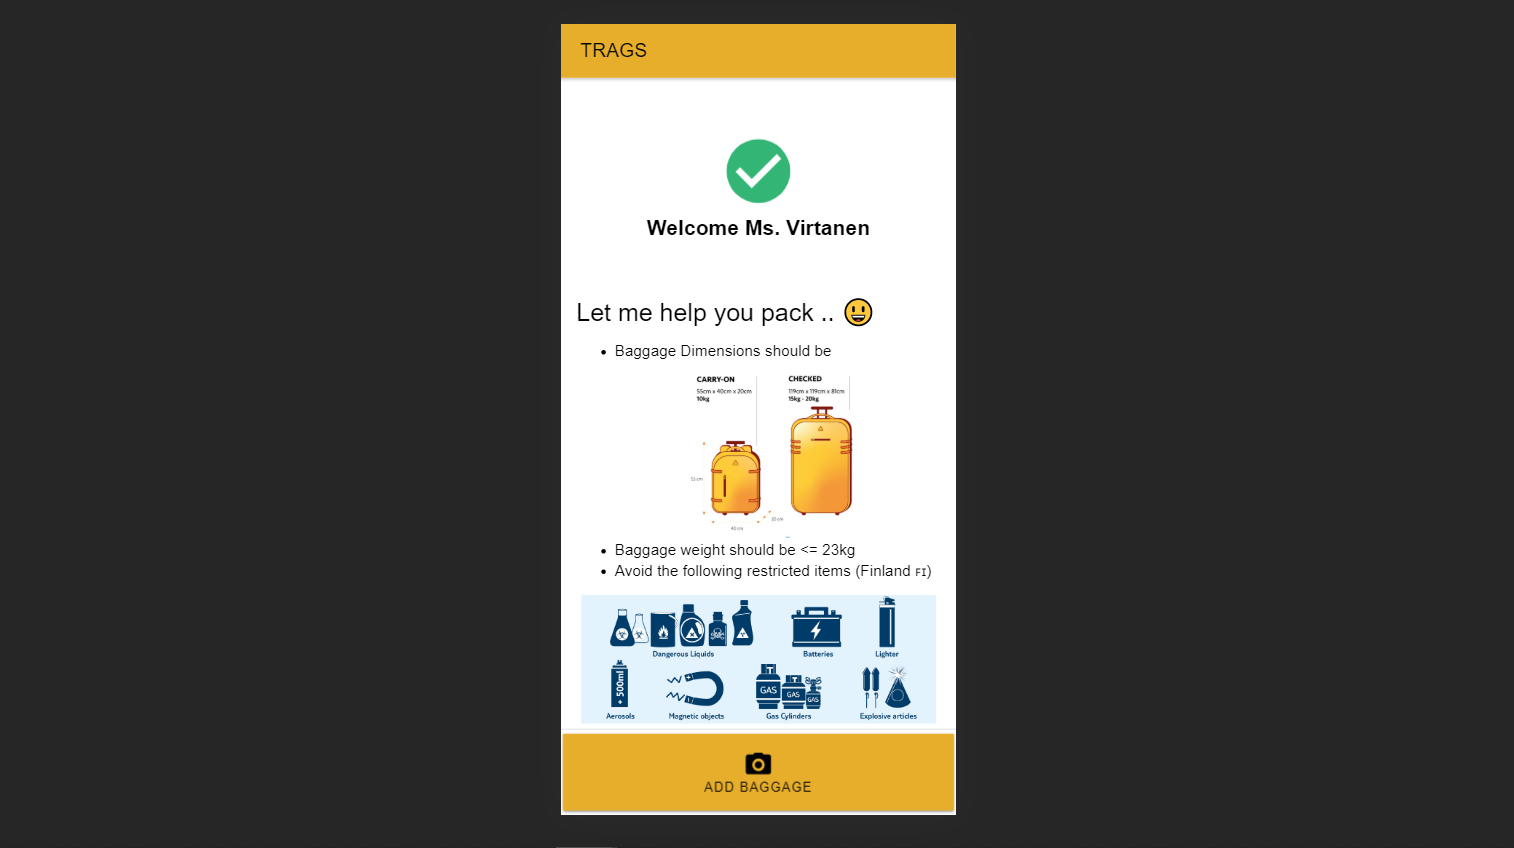 TRAGS
Welcome Ms. Virtanen
Let me help you pack .. 😃
• Baggage Dimensions should be
CARRY-ON
55cm x 40cm x 20cm
10kg
CHECKED
119cm x 119cm x 81cm
15kg - 20kg
55 cm
40 cm
20 cm
• Baggage weight should be <= 23kg
• Avoid the following restricted items (Finland FI)
Dangerous Liquids
Batteries
Lighter
+ 500ml
GAS
GAS
GAS
Aerosols
Magnetic objects
Gas Cylinders
Explosive articles
ADD BAGGAGE